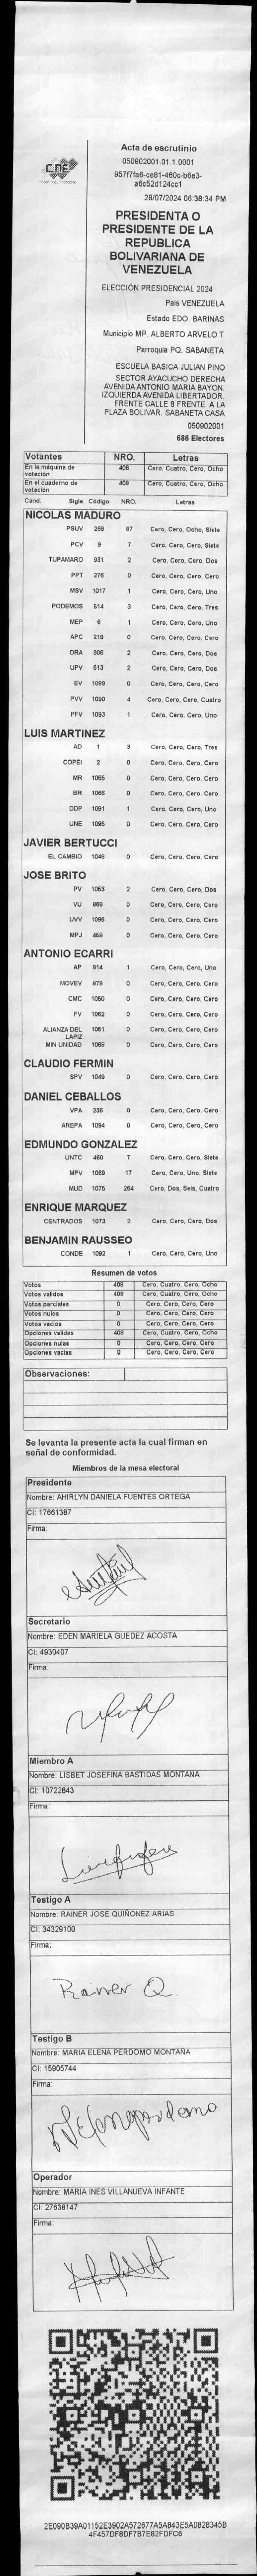 CNE
Acta de escrutinio
050902001.01.1.0001
957f7fa6-ce81-460c-b6e3-
a6c52d124cc1
28/07/2024 06:38:34 PM
PRESIDENTA O
PRESIDENTE DE LA
REPUBLICA
BOLIVARIANA DE
VENEZUELA
ELECCIÓN PRESIDENCIAL 2024
Pais VENEZUELA
Estado EDO. BARINAS
Municipio MP. ALBERTO ARVELO T
Parroquia PQ. SABANETA
ESCUELA BASICA JULIAN PINO
SECTOR AYACUCHO DERECHA
AVENIDA ANTONIO MARIA BAYON.
IZQUIERDA AVENIDA LIBERTADOR.
FRENTE CALLE 8 FRENTE A LA
PLAZA BOLIVAR. SABANETA CASA
050902001
686 Electores
Votantes NRO. Letras
En la máquina de votación 408 Cero, Cuatro, Cero, Ocho
En el cuaderno de votación 408 Cero, Cuatro, Cero, Ocho
Cand. Sigla Código NRO. Letras
NICOLAS MADURO
PSUV 269 87 Cero, Cero, Ocho, Siete
PCV 9 7 Cero, Cero, Cero, Siete
TUPAMARO 931 2 Cero, Cero, Cero, Dos
PPT 276 0 Cero, Cero, Cero, Cero
MSV 1017 1 Cero, Cero, Cero, Uno
PODEMOS 514 3 Cero, Cero, Cero, Tres
MEP 6 1 Cero, Cero, Cero, Uno
APC 219 0 Cero, Cero, Cero, Cero
ORA 906 2 Cero, Cero, Cero, Dos
UPV 513 2 Cero, Cero, Cero, Dos
EV 1089 0 Cero, Cero, Cero, Cero
PVV 1090 4 Cero, Cero, Cero, Cuatro
PFV 1093 1 Cero, Cero, Cero, Uno
LUIS MARTINEZ
AD 1 3 Cero, Cero, Cero, Tres
COPEI 2 0 Cero, Cero, Cero, Cero
MR 1065 0 Cero, Cero, Cero, Cero
BR 1066 0 Cero, Cero, Cero, Cero
DDP 1091 1 Cero, Cero, Cero, Uno
UNE 1095 0 Cero, Cero, Cero, Cero
JAVIER BERTUCCI
EL CAMBIO 1048 0 Cero, Cero, Cero, Cero
JOSE BRITO
PV 1053 2 Cero, Cero, Cero, Dos
VU 869 0 Cero, Cero, Cero, Cero
UVV 1096 0 Cero, Cero, Cero, Cero
MPJ 459 0 Cero, Cero, Cero, Cero
ANTONIO ECARRI
AP 814 1 Cero, Cero, Cero, Uno
MOVEV 978 0 Cero, Cero, Cero, Cero
CMC 1050 0 Cero, Cero, Cero, Cero
FV 1062 0 Cero, Cero, Cero, Cero
ALIANZA DEL LAPIZ 1061 0 Cero, Cero, Cero, Cero
MIN UNIDAD 1068 0 Cero, Cero, Cero, Cero
CLAUDIO FERMIN
SPV 1049 0 Cero, Cero, Cero, Cero
DANIEL CEBALLOS
VPA 236 0 Cero, Cero, Cero, Cero
AREPA 1094 0 Cero, Cero, Cero, Cero
EDMUNDO GONZALEZ
UNTC 460 7 Cero, Cero, Cero, Siete
MPV 1069 17 Cero, Cero, Uno, Siete
MUD 1075 264 Cero, Dos, Seis, Cuatro
ENRIQUE MARQUEZ
CENTRADOS 1073 2 Cero, Cero, Cero, Dos
BENJAMIN RAUSSEO
CONDE 1092 1 Cero, Cero, Cero, Uno
Resumen de votos
Votos 408 Cero, Cuatro, Cero, Ocho
Votos validos 408 Cero, Cuatro, Cero, Ocho
Votos parciales 0 Cero, Cero, Cero, Cero
Votos nulos 0 Cero, Cero, Cero, Cero
Votos vacios 0 Cero, Cero, Cero, Cero
Opciones validas 408 Cero, Cuatro, Cero, Ocho
Opciones nulas 0 Cero, Cero, Cero, Cero
Opciones vacias 0 Cero, Cero, Cero, Cero
Observaciones:
Se levanta la presente acta la cual firman en
señal de conformidad.
Miembros de la mesa electoral
Presidente
Nombre: AHIRLYN DANIELA FUENTES ORTEGA
CI: 17661387
Firma:
Secretario
Nombre: EDEN MARIELA GUEDEZ ACOSTA
CI: 4930407
Firma:
Miembro A
Nombre: LISBET JOSEFINA BASTIDAS MONTAÑA
CI: 10722843
Firma:
Testigo A
Nombre: RAINER JOSE QUIÑONEZ ARIAS
CI: 34329100
Firma:
Rainer Q.
Testigo B
Nombre: MARIA ELENA PERDOMO MONTAÑA
CI: 15905744
Firma:
Operador
Nombre: MARIA INES VILLANUEVA INFANTE
CI: 27638147
Firma:
2E090B39A01152E3902A572677A5A843E5A0828345B
4F457DF8DF7B7E82FDFC6